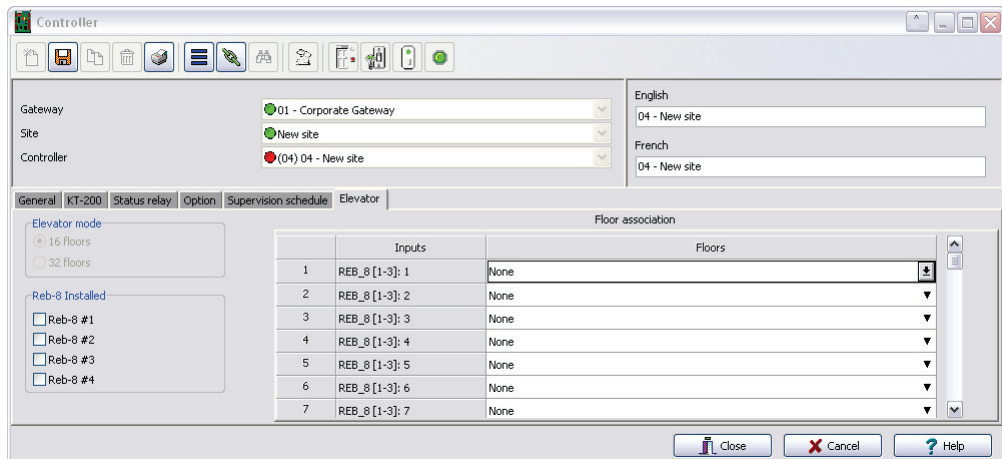 Controller
Gateway
01 - Corporate Gateway
Site
New site
Controller
(04) 04 - New site
English
04 - New site
French
04 - New site
General KT-200 Status relay Option Supervision schedule Elevator
Elevator mode
16 floors
32 floors
Reb-8 Installed
Reb-8 #1
Reb-8 #2
Reb-8 #3
Reb-8 #4
Floor association
Inputs Floors
1 REB_8 [1-3]: 1 None
2 REB_8 [1-3]: 2 None
3 REB_8 [1-3]: 3 None
4 REB_8 [1-3]: 4 None
5 REB_8 [1-3]: 5 None
6 REB_8 [1-3]: 6 None
7 REB_8 [1-3]: 7 None
Close Cancel ? Help